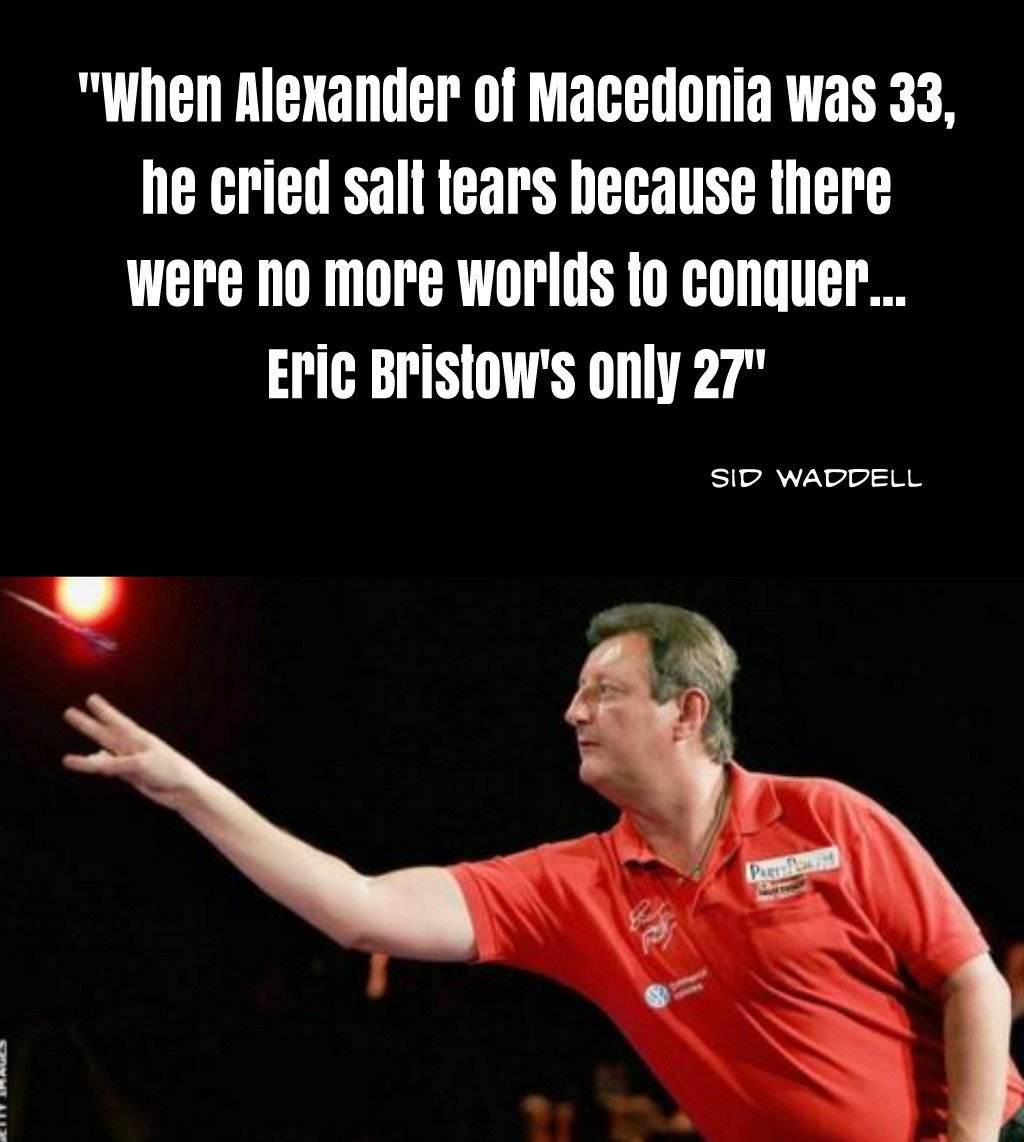 "When Alexander of Macedonia was 33,
he cried salt tears because there
were no more worlds to conquer...
Eric Bristow's only 27"
SID WADDELL